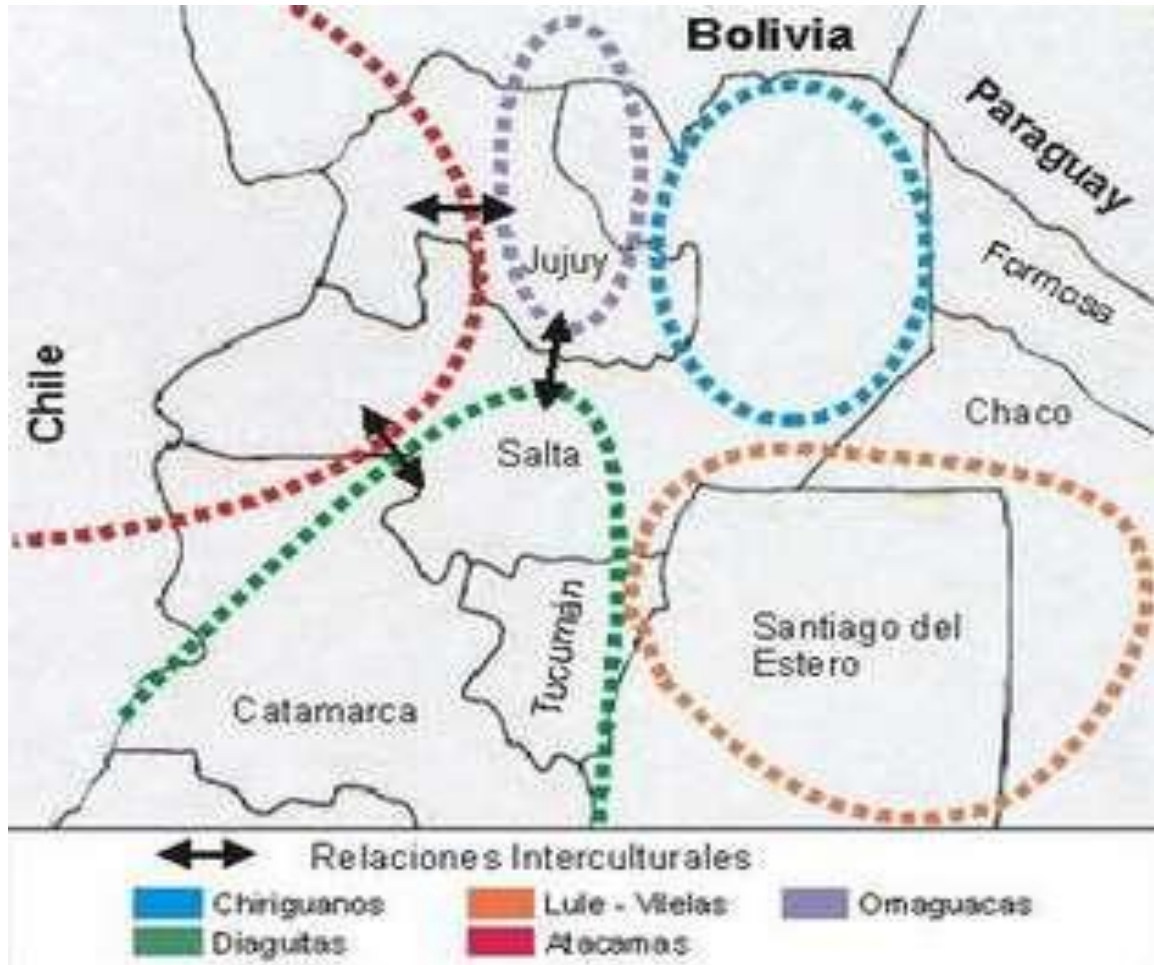 Bolivia
Paraguay
Formosa
Jujuy
Chile
Chaco
Salta
Tucumán
Santiago del
Estero
Catamarca
Relaciones Interculturales
Chiriguanos
Lule - Vilelas
Omaguacas
Diaguitas
Atacamas